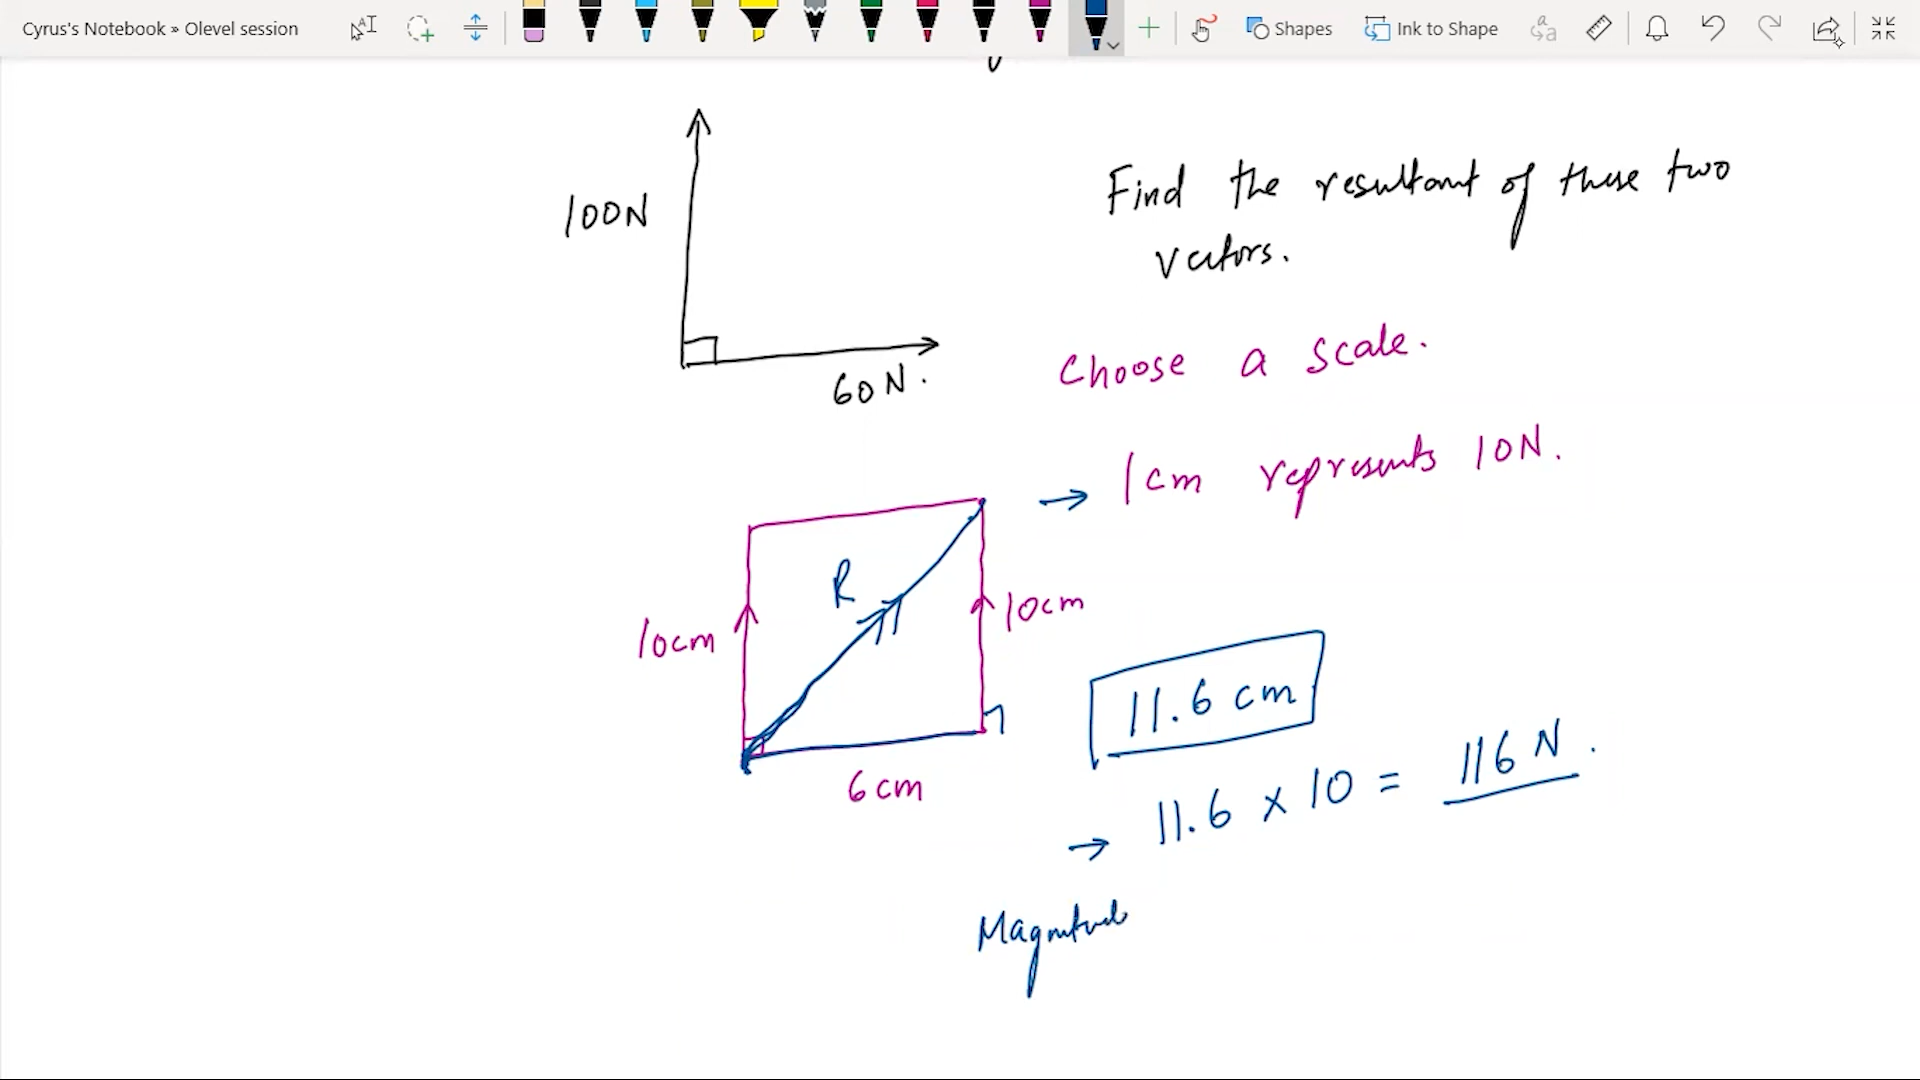 Cyrus's Notebook » Olevel session
Shapes
Ink to Shape
100N
60N.
Find the resultant of these two
vectors.
Choose a scale.
→ 1cm represents 10N.
R
10cm
10cm
6cm
11.6 cm
→ 11.6 x 10 = 116 N.
Magnitude